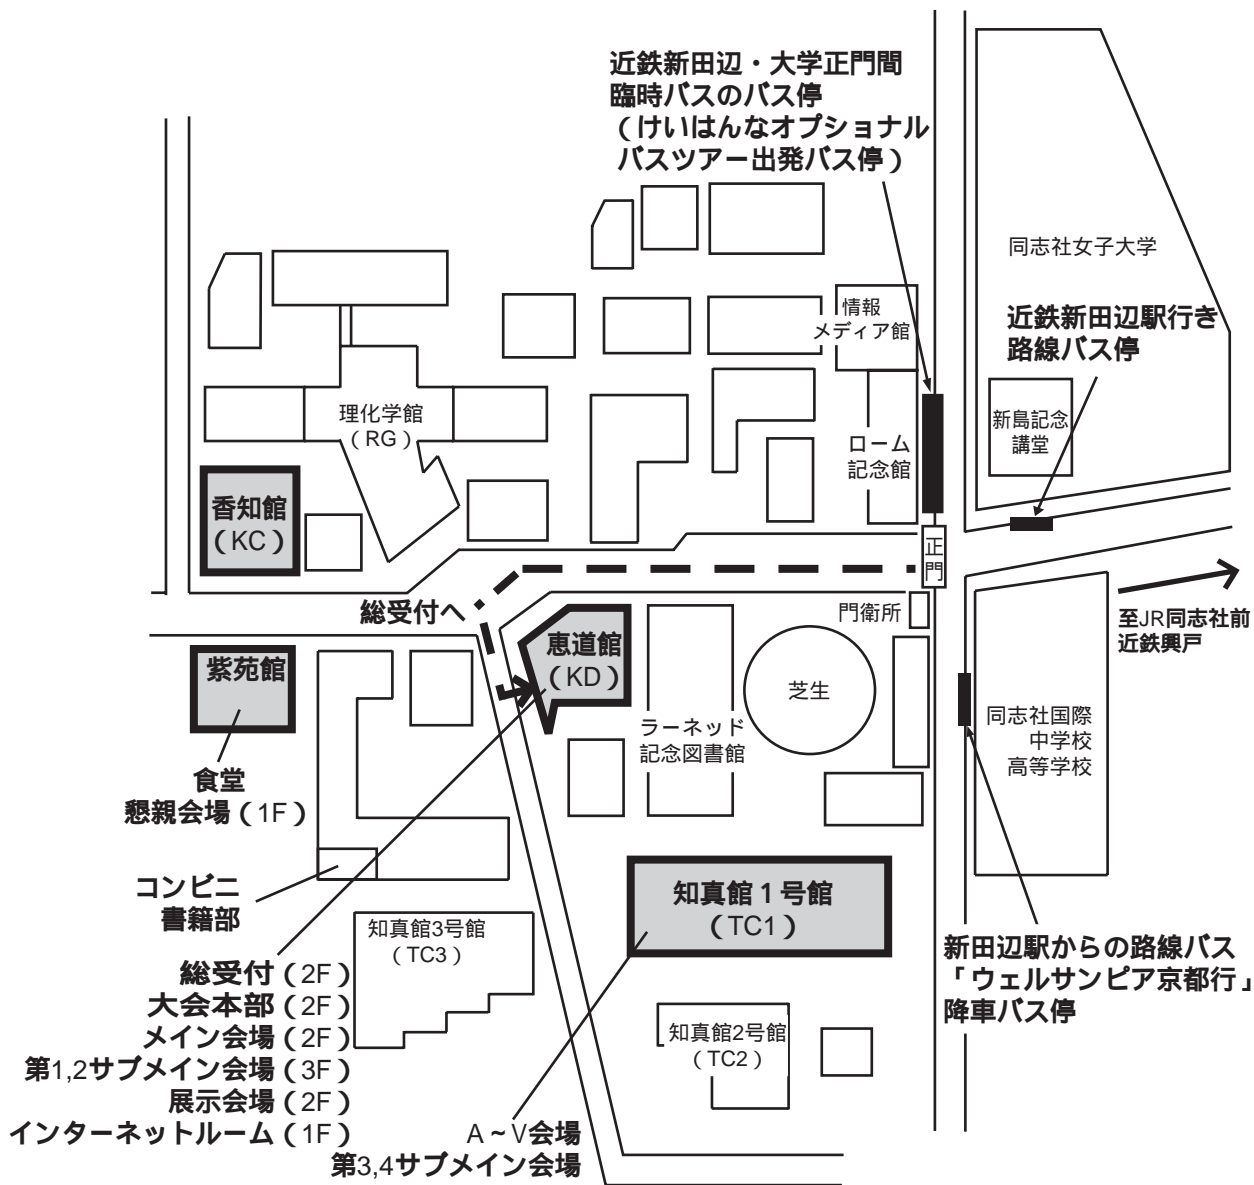 近鉄新田辺・大学正門間
臨時バスのバス停
（けいはんなオプショナル
バスツアー出発バス停）
同志社女子大学
情報
メディア館
近鉄新田辺駅行き
路線バス停
理化学館
（RG）
ローム
記念館
新島記念
講堂
香知館
（KC）
正
門
総受付へ
門衛所
至JR同志社前
近鉄興戸
恵道館
（KD）
紫苑館
芝生
ラーネッド
記念図書館
同志社国際
中学校
高等学校
食堂
懇親会場（1F）
コンビニ
書籍部
知真館１号館
（TC1）
知真館3号館
（TC3）
新田辺駅からの路線バス
「ウェルサンピア京都行」
降車バス停
総受付（2F）
大会本部（2F）
メイン会場（2F）
第1,2サブメイン会場（3F）
展示会場（2F）
インターネットルーム（1F）
知真館2号館
（TC2）
A～V会場
第3,4サブメイン会場